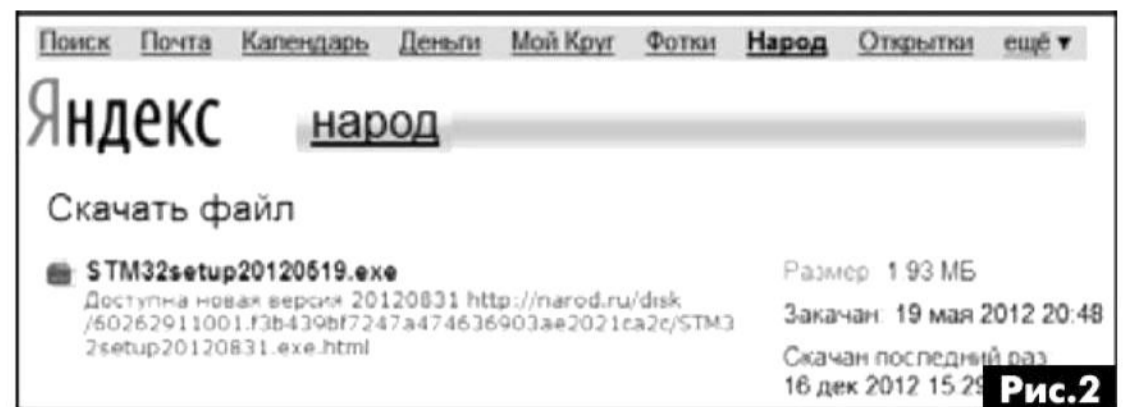 Поиск Почта Календарь Деньги Мой Круг Фотки Народ Открытки ещё ▼
Яндекс народ
Скачать файл
STM32setup20120519.exe
Доступна новая версия 20120831 http://narod.ru/disk
/60262911001.f3b439bf7247a474636903ae2021ca2c/STM3
2setup20120831.exe.html
Размер 1 93 МБ
Закачан: 19 мая 2012 20:48
Скачан последний раз
16 дек 2012 15:29
Рис.2